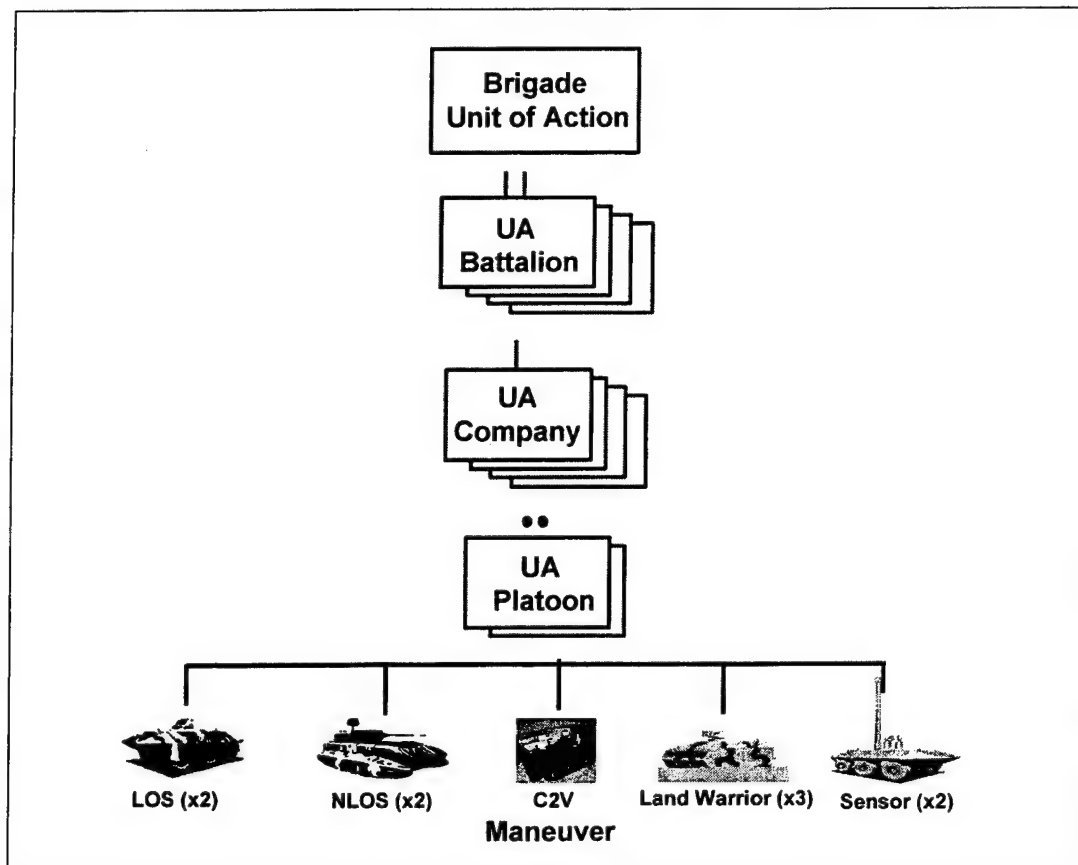 Brigade
Unit of Action
UA
Battalion
UA
Company
UA
Platoon
LOS (x2)
NLOS (x2)
C2V
Land Warrior (x3)
Sensor (x2)
Maneuver